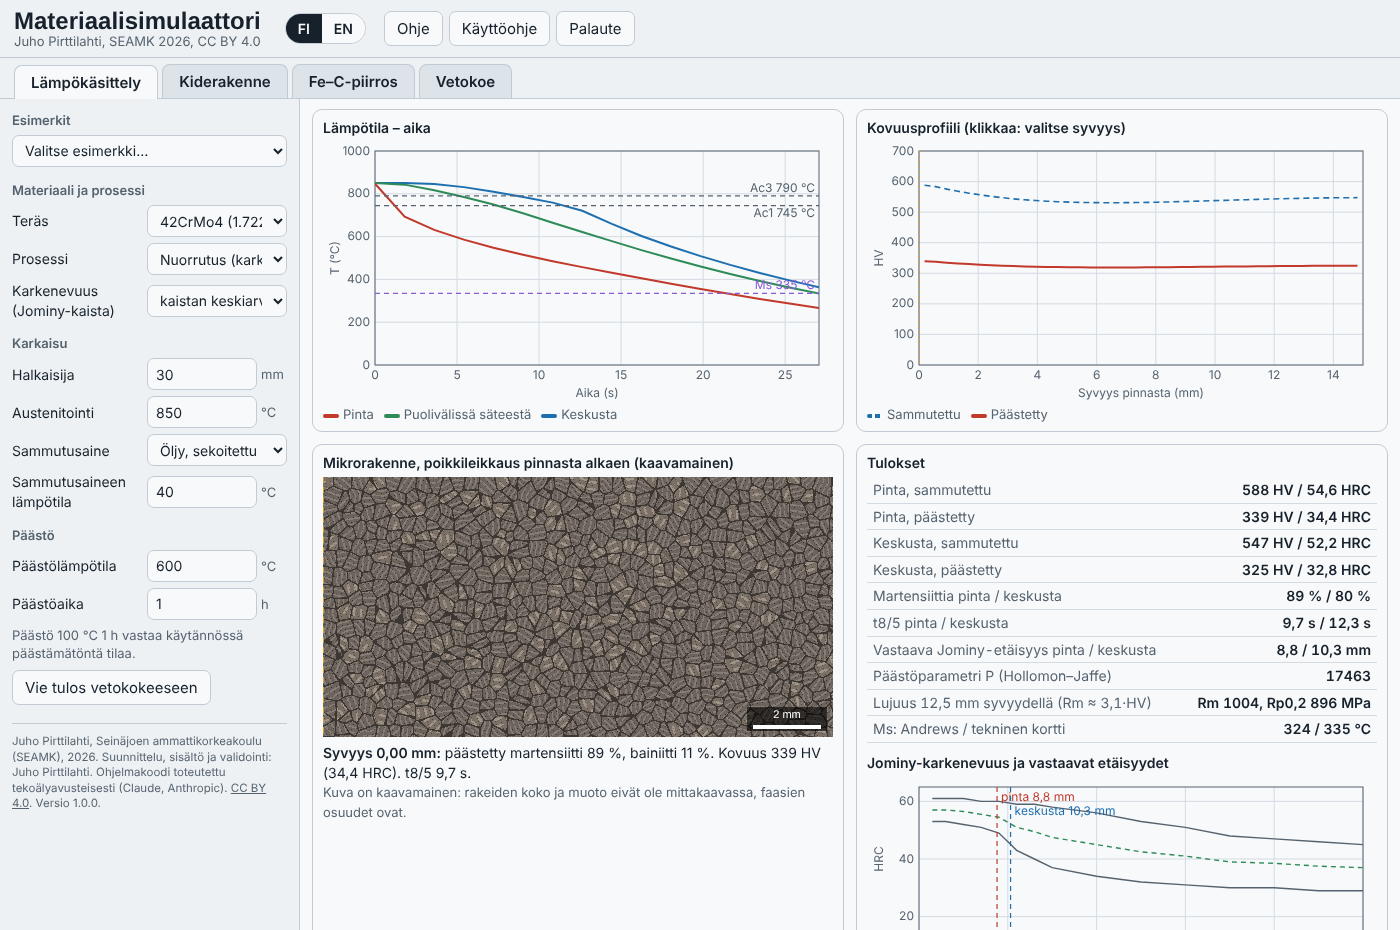 Materiaalisimulaattori
Juho Pirttilahti, SEAMK 2026, CC BY 4.0
FI EN
Ohje Käyttöohje Palaute
Lämpökäsittely Kiderakenne Fe–C-piirros Vetokoe
Esimerkit
Valitse esimerkki...
Materiaali ja prosessi
Teräs 42CrMo4 (1.722
Prosessi Nuorrutus (kark
Karkenevuus
(Jominy-kaista) kaistan keskiarv
Karkaisu
Halkaisija 30 mm
Austenitointi 850 °C
Sammutusaine Öljy, sekoitettu
Sammutusaineen
lämpötila 40 °C
Päästö
Päästölämpötila 600 °C
Päästöaika 1 h
Päästö 100 °C 1 h vastaa käytännössä
päästämätöntä tilaa.
Vie tulos vetokokeeseen
Juho Pirttilahti, Seinäjoen ammattikorkeakoulu
(SEAMK), 2026. Suunnittelu, sisältö ja validointi:
Juho Pirttilahti. Ohjelmakoodi toteutettu
tekoälyavusteisesti (Claude, Anthropic). CC BY
4.0. Versio 1.0.0.
Lämpötila – aika
1000
800
600
400
200
0
T (°C)
Ac3 790 °C
Ac1 745 °C
Ms 335 °C
0 5 10 15 20 25
Aika (s)
Pinta Puolivälissä säteestä Keskusta
Kovuusprofiili (klikkaa: valitse syvyys)
700
600
500
400
300
200
100
0
HV
0 2 4 6 8 10 12 14
Syvyys pinnasta (mm)
Sammutettu Päästetty
Mikrorakenne, poikkileikkaus pinnasta alkaen (kaavamainen)
2 mm
Syvyys 0,00 mm: päästetty martensiitti 89 %, bainiitti 11 %. Kovuus 339 HV
(34,4 HRC). t8/5 9,7 s.
Kuva on kaavamainen: rakeiden koko ja muoto eivät ole mittakaavassa, faasien
osuudet ovat.
Tulokset
Pinta, sammutettu 588 HV / 54,6 HRC
Pinta, päästetty 339 HV / 34,4 HRC
Keskusta, sammutettu 547 HV / 52,2 HRC
Keskusta, päästetty 325 HV / 32,8 HRC
Martensiittia pinta / keskusta 89 % / 80 %
t8/5 pinta / keskusta 9,7 s / 12,3 s
Vastaava Jominy-etäisyys pinta / keskusta 8,8 / 10,3 mm
Päästöparametri P (Hollomon–Jaffe) 17463
Lujuus 12,5 mm syvyydellä (Rm ≈ 3,1·HV) Rm 1004, Rp0,2 896 MPa
Ms: Andrews / tekninen kortti 324 / 335 °C
Jominy-karkenevuus ja vastaavat etäisyydet
60
40
20
HRC
pinta 8,8 mm
keskusta 10,3 mm